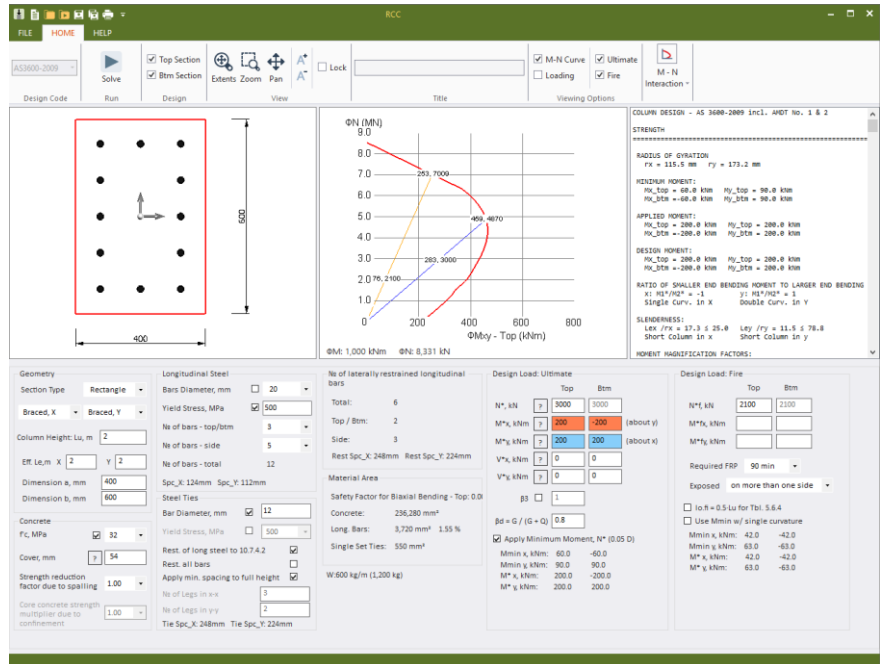 RCC
FILE HOME HELP
AS3600-2009
Solve
Top Section
Btm Section
Extents Zoom Pan
Lock
M-N Curve
Ultimate
Loading
Fire
M - N
Interaction
Design Code
Run
Design
View
Title
Viewing Options
600
400
ΦN (MN)
9.0
8.0
7.0
6.0
5.0
4.0
3.0
2.0
1.0
0
200
400
600
800
253, 7009
469, 4870
283, 3000
76, 2100
ΦMxy - Top (kNm)
ΦM: 1,000 kNm ΦN: 8,331 kN
COLUMN DESIGN - AS 3600-2009 incl. AMDT No. 1 & 2
STRENGTH
RADIUS OF GYRATION
rx = 115.5 mm ry = 173.2 mm
MINIMUM MOMENT:
Mx_top = 60.0 kNm My_top = 90.0 kNm
Mx_btm =-60.0 kNm My_btm = 90.0 kNm
APPLIED MOMENT:
Mx_top = 200.0 kNm My_top = 200.0 kNm
Mx_btm =-200.0 kNm My_btm = 200.0 kNm
DESIGN MOMENT:
Mx_top = 200.0 kNm My_top = 200.0 kNm
Mx_btm =-200.0 kNm My_btm = 200.0 kNm
RATIO OF SMALLER END BENDING MOMENT TO LARGER END BENDING
x: M1*/M2* = -1 y: M1*/M2* = 1
Single Curv. in X Double Curv. in Y
SLENDERNESS:
Lex /rx = 17.3 ≤ 25.0 Ley /ry = 11.5 ≤ 78.8
Short Column in x Short Column in y
MOMENT MAGNIFICATION FACTORS:
Geometry
Section Type Rectangle
Braced, X Braced, Y
Column Height: Lu, m 2
Eff. Le,m X 2 Y 2
Dimension a, mm 400
Dimension b, mm 600
Concrete
f'c, MPa 32
Cover, mm ? 54
Strength reduction
factor due to spalling 1.00
Core concrete strength
multiplier due to 1.00
confinement
Longitudinal Steel
Bars Diameter, mm 20
Yield Stress, MPa 500
№ of bars - top/btm 3
№ of bars - side 5
№ of bars - total 12
Spc_X: 124mm Spc_Y: 112mm
Steel Ties
Bar Diameter, mm 12
Yield Stress, MPa 500
Rest. of long steel to 10.7.4.2
Rest. all bars
Apply min. spacing to full height
№ of Legs in x-x 3
№ of Legs in y-y 2
Tie Spc_X: 248mm Tie Spc_Y: 224mm
№ of laterally restrained longitudinal
bars
Total: 6
Top / Btm: 2
Side: 3
Rest Spc_X: 248mm Rest Spc_Y: 224mm
Material Area
Safety Factor for Biaxial Bending - Top: 0.0
Concrete: 236,280 mm²
Long. Bars: 3,720 mm² 1.55 %
Single Set Ties: 550 mm²
W:600 kg/m (1,200 kg)
Design Load: Ultimate
Top Btm
N*, kN ? 3000 3000
M*x, kNm ? 200 -200 (about y)
M*y, kNm ? 200 200 (about x)
V*x, kNm ? 0 0
V*y, kNm ? 0 0
β3 1
βd = G / (G + Q) 0.8
Apply Minimum Moment, N* (0.05 D)
Mmin x, kNm: 60.0 -60.0
Mmin y, kNm: 90.0 90.0
M* x, kNm: 200.0 -200.0
M* y, kNm: 200.0 200.0
Design Load: Fire
Top Btm
N*f, kN 2100 2100
M*fx, kNm
M*fy, kNm
Required FRP 90 min
Exposed on more than one side
lo.fi = 0.5·Lu for Tbl. 5.6.4
Use Mmin w/ single curvature
Mmin x, kNm: 42.0 -42.0
Mmin y, kNm: 63.0 -63.0
M* x, kNm: 42.0 -42.0
M* y, kNm: 63.0 63.0